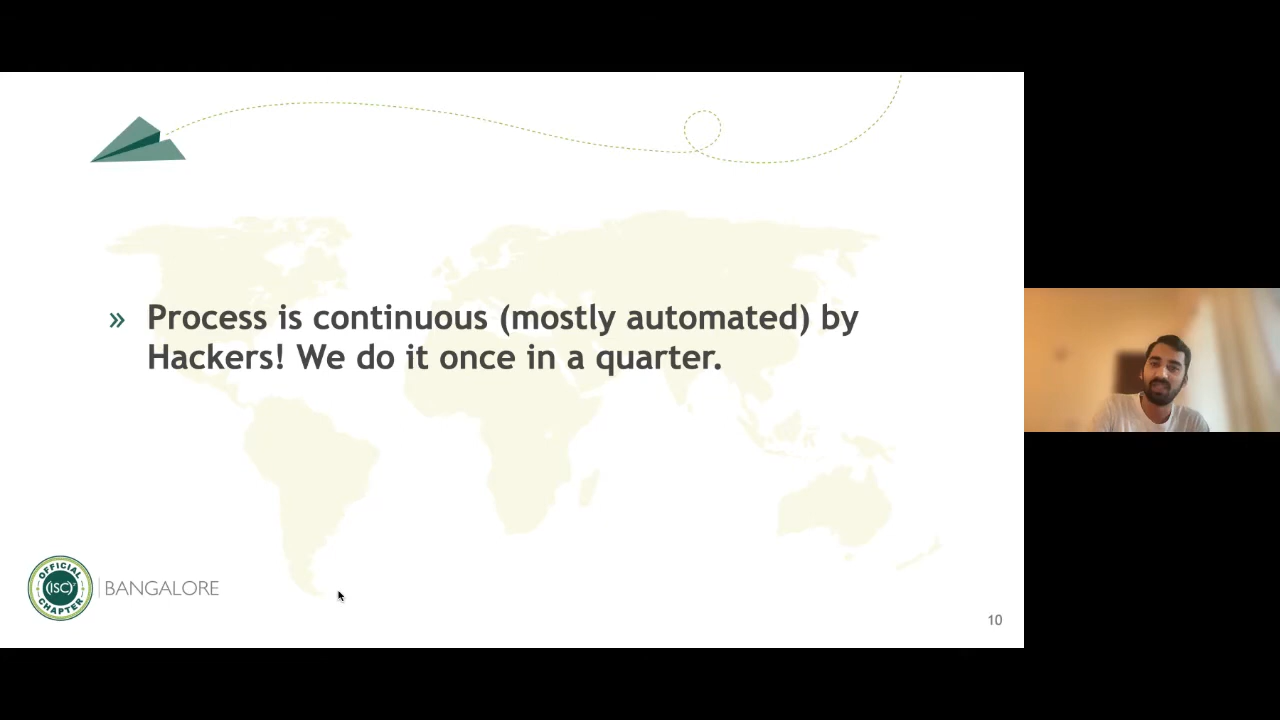 » Process is continuous (mostly automated) by
Hackers! We do it once in a quarter.
OFFICIAL
(ISC)²
CHAPTER
BANGALORE
10